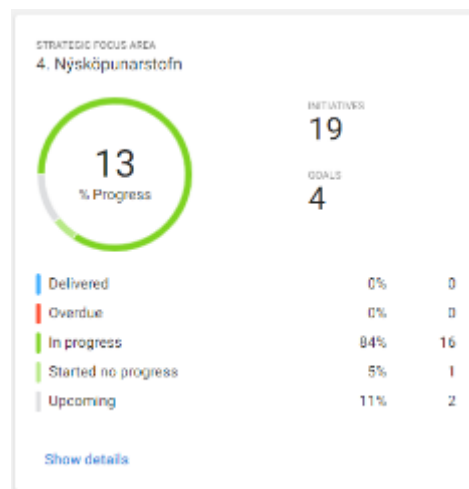 STRATEGIC FOCUS AREA
4. Nýsköpunarstofn
13
% Progress
INITIATIVES
19
GOALS
4
Delivered 0% 0
Overdue 0% 0
In progress 84% 16
Started no progress 5% 1
Upcoming 11% 2
Show details